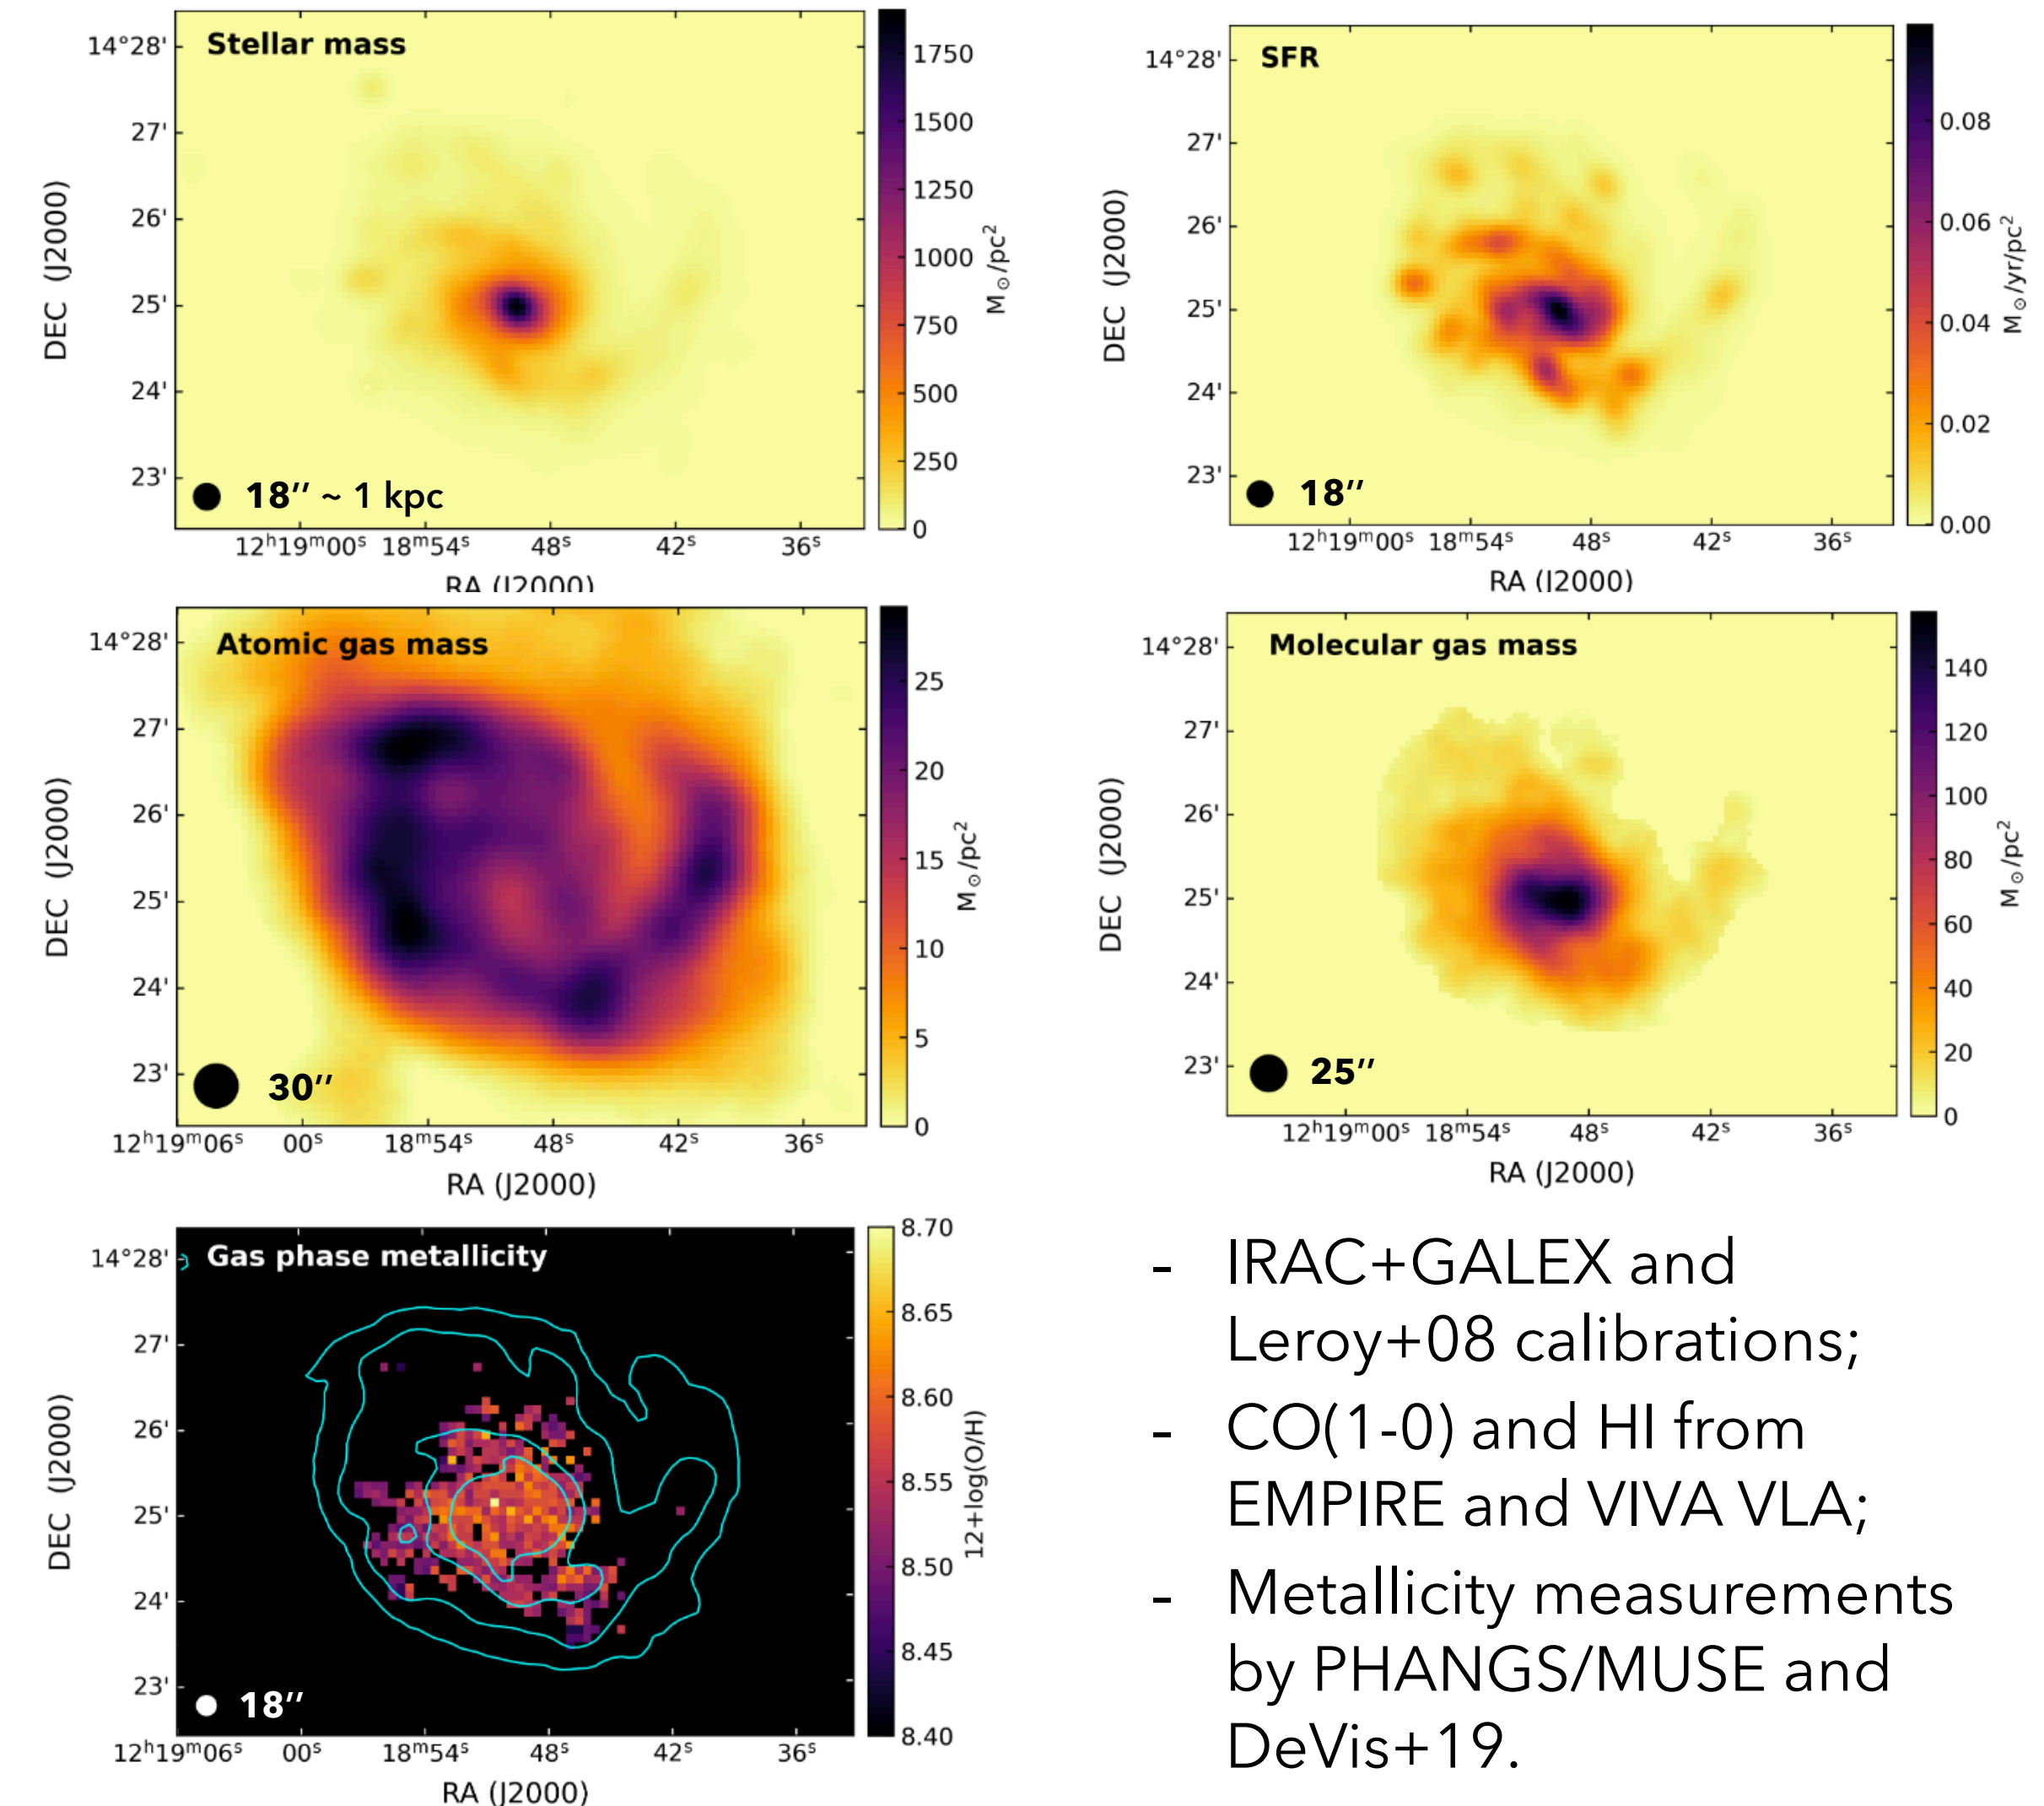 Stellar mass
14°28'
27'
26'
25'
24'
23'
DEC (J2000)
18′′ ~ 1 kpc
12ʰ19ᵐ00ˢ 18ᵐ54ˢ 48ˢ 42ˢ 36ˢ
RA (J2000)
1750
1500
1250
1000
750
500
250
0
M⊙/pc²
SFR
14°28'
27'
26'
25'
24'
23'
DEC (J2000)
18′′
12ʰ19ᵐ00ˢ 18ᵐ54ˢ 48ˢ 42ˢ 36ˢ
RA (J2000)
0.08
0.06
0.04
0.02
0.00
M⊙/yr/pc²
Atomic gas mass
14°28'
27'
26'
25'
24'
23'
DEC (J2000)
30′′
12ʰ19ᵐ06ˢ 00ˢ 18ᵐ54ˢ 48ˢ 42ˢ 36ˢ
RA (J2000)
25
20
15
10
5
0
M⊙/pc²
Molecular gas mass
14°28'
27'
26'
25'
24'
23'
DEC (J2000)
25′′
12ʰ19ᵐ00ˢ 18ᵐ54ˢ 48ˢ 42ˢ 36ˢ
RA (J2000)
140
120
100
80
60
40
20
0
M⊙/pc²
Gas phase metallicity
14°28'
27'
26'
25'
24'
23'
DEC (J2000)
18′′
12ʰ19ᵐ06ˢ 00ˢ 18ᵐ54ˢ 48ˢ 42ˢ 36ˢ
RA (J2000)
8.70
8.65
8.60
8.55
8.50
8.45
8.40
12+log(O/H)
- IRAC+GALEX and
Leroy+08 calibrations;
- CO(1-0) and HI from
EMPIRE and VIVA VLA;
- Metallicity measurements
by PHANGS/MUSE and
DeVis+19.